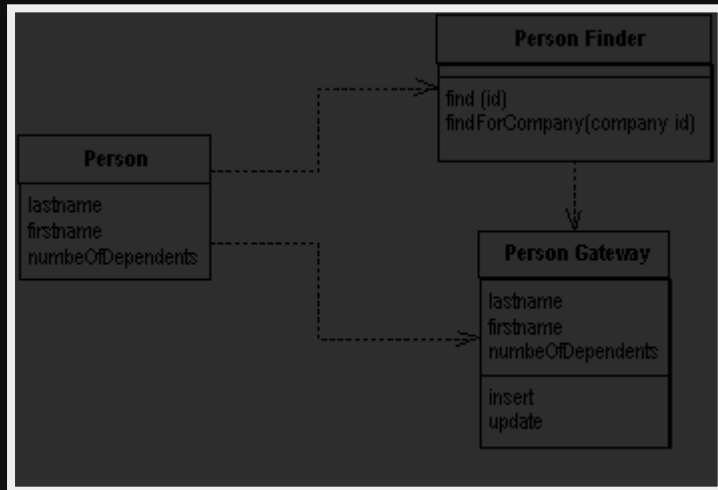 Person Finder
find (id)
findForCompany(company id)
Person
lastname
firstname
numbeOfDependents
Person Gateway
lastname
firstname
numbeOfDependents
insert
update